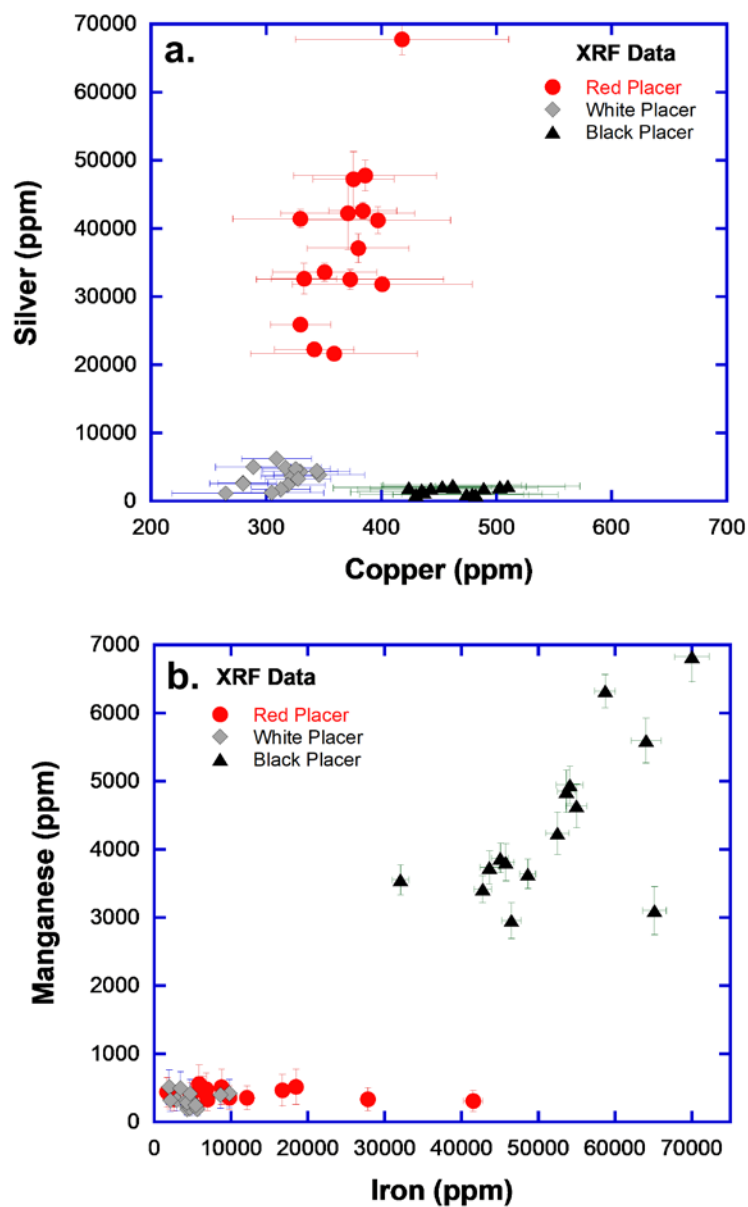 a.
XRF Data
Red Placer
White Placer
Black Placer
70000
60000
50000
40000
30000
20000
10000
0
Silver (ppm)
200 300 400 500 600 700
Copper (ppm)
b.
XRF Data
Red Placer
White Placer
Black Placer
7000
6000
5000
4000
3000
2000
1000
0
Manganese (ppm)
0 10000 20000 30000 40000 50000 60000 70000
Iron (ppm)